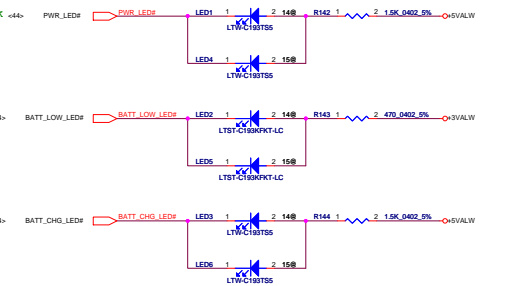 <44> PWR_LED# PWR_LED# LED1 1 2 14@ R142 1 2 1.5K_0402_5% +5VALW
LTW-C193TS5
LED4 1 2 15@
LTW-C193TS5
BATT_LOW_LED# BATT_LOW_LED# LED2 1 2 14@ R143 1 2 470_0402_5% +3VALW
LTST-C193KFKT-LC
LED5 1 2 15@
LTST-C193KFKT-LC
BATT_CHG_LED# BATT_CHG_LED# LED3 1 2 14@ R144 1 2 1.5K_0402_5% +5VALW
LTW-C193TS5
LED6 1 2 15@
LTW-C193TS5